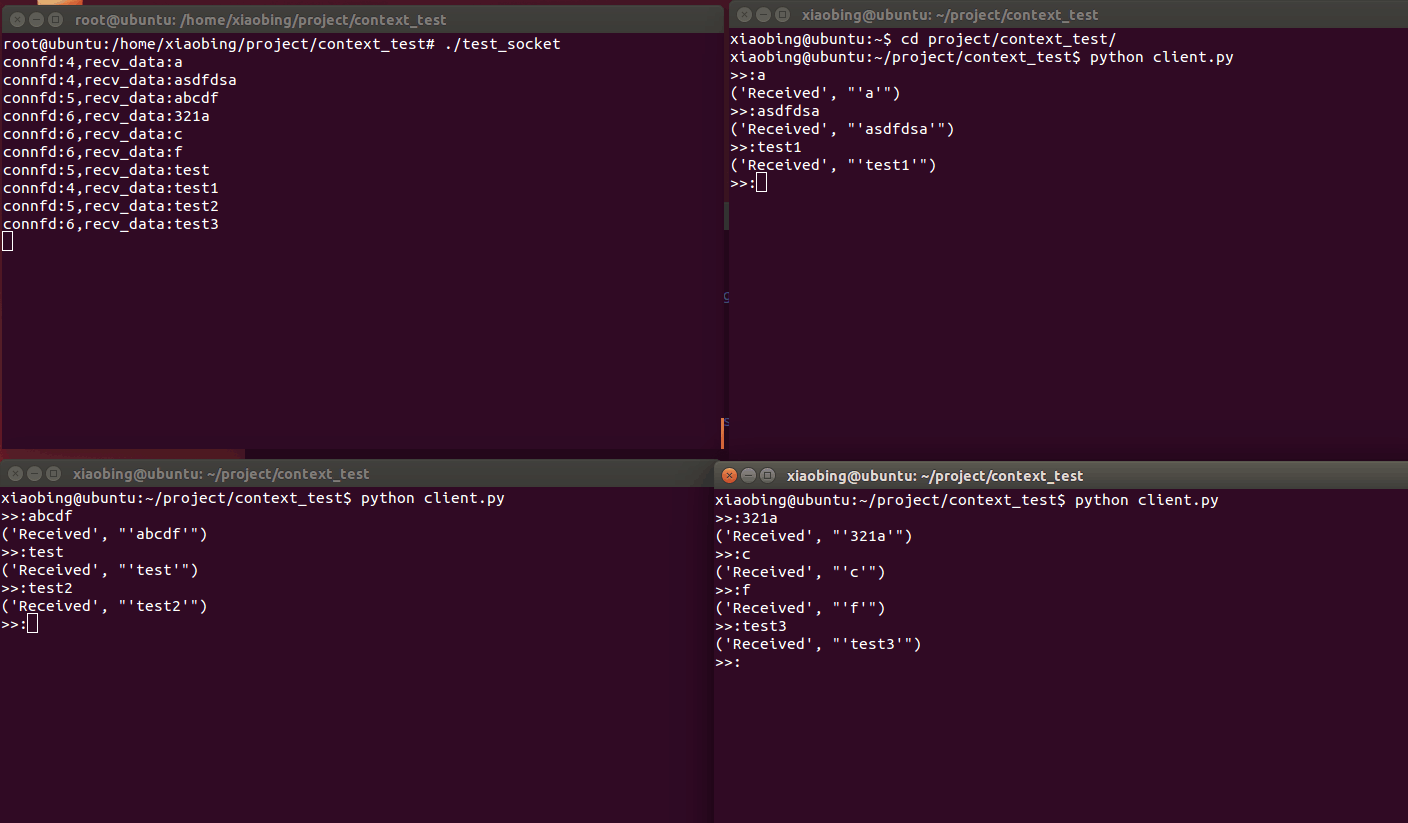 root@ubuntu: /home/xiaobing/project/context_test
root@ubuntu:/home/xiaobing/project/context_test# ./test_socket
connfd:4,recv_data:a
connfd:4,recv_data:asdfdsa
connfd:5,recv_data:abcdf
connfd:6,recv_data:321a
connfd:6,recv_data:c
connfd:6,recv_data:f
connfd:5,recv_data:test
connfd:4,recv_data:test1
connfd:5,recv_data:test2
connfd:6,recv_data:test3
xiaobing@ubuntu: ~/project/context_test
xiaobing@ubuntu:~$ cd project/context_test/
xiaobing@ubuntu:~/project/context_test$ python client.py
>>:a
('Received', "'a'")
>>:asdfdsa
('Received', "'asdfdsa'")
>>:test1
('Received', "'test1'")
>>:
xiaobing@ubuntu: ~/project/context_test
xiaobing@ubuntu:~/project/context_test$ python client.py
>>:abcdf
('Received', "'abcdf'")
>>:test
('Received', "'test'")
>>:test2
('Received', "'test2'")
>>:
xiaobing@ubuntu: ~/project/context_test
xiaobing@ubuntu:~/project/context_test$ python client.py
>>:321a
('Received', "'321a'")
>>:c
('Received', "'c'")
>>:f
('Received', "'f'")
>>:test3
('Received', "'test3'")
>>: